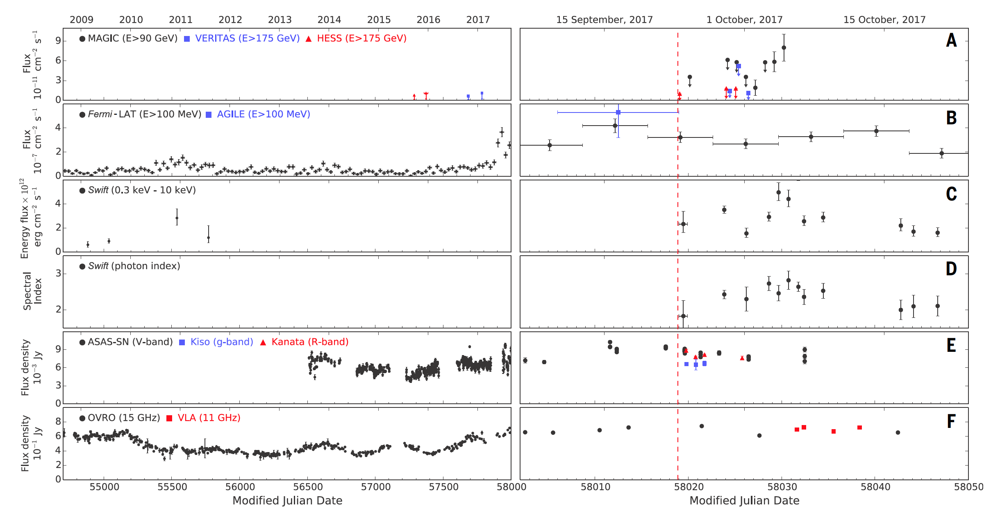 2009 2010 2011 2012 2013 2014 2015 2016 2017 15 September, 2017 1 October, 2017 15 October, 2017
Flux
10⁻¹¹ cm⁻² s⁻¹
9
6
3
0
MAGIC (E>90 GeV) VERITAS (E>175 GeV) HESS (E>175 GeV)
A
Flux
10⁻⁷ cm⁻² s⁻¹
4
2
0
Fermi-LAT (E>100 MeV) AGILE (E>100 MeV)
B
Energy flux × 10¹²
erg cm⁻² s⁻¹
4
2
0
Swift (0.3 keV - 10 keV)
C
Spectral
Index
3
2
Swift (photon index)
D
Flux density
10⁻³ Jy
9
6
3
0
ASAS-SN (V-band) Kiso (g-band) Kanata (R-band)
E
Flux density
10⁻¹ Jy
8
6
4
2
0
OVRO (15 GHz) VLA (11 GHz)
F
55000 55500 56000 56500 57000 57500 58000 58010 58020 58030 58040 58050
Modified Julian Date Modified Julian Date